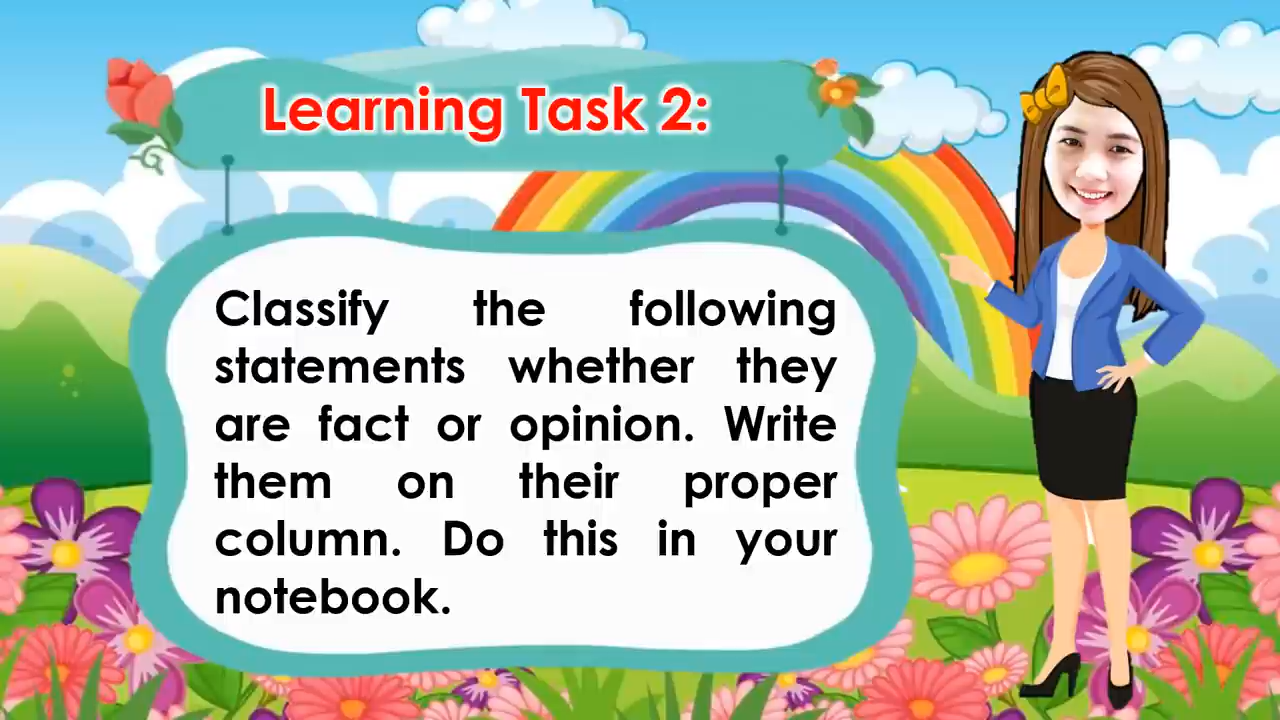 Learning Task 2:
Classify the following
statements whether they
are fact or opinion. Write
them on their proper
column. Do this in your
notebook.